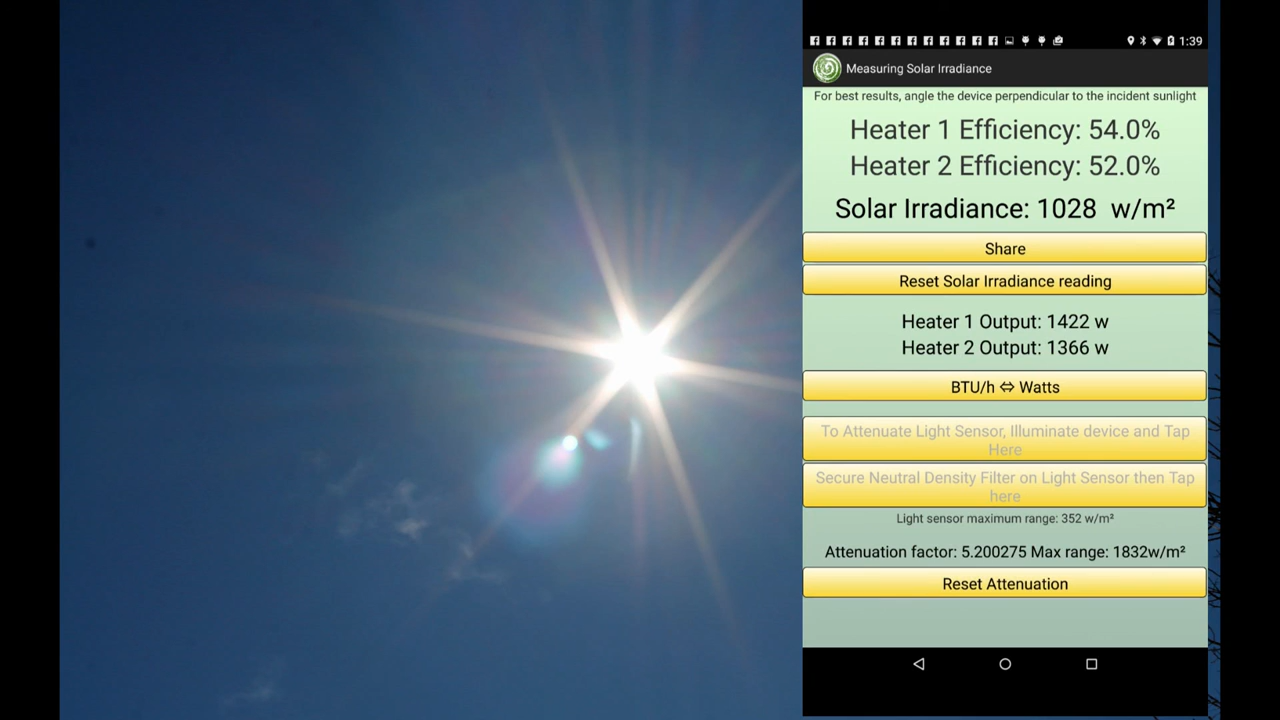 1:39
Measuring Solar Irradiance
For best results, angle the device perpendicular to the incident sunlight
Heater 1 Efficiency: 54.0%
Heater 2 Efficiency: 52.0%
Solar Irradiance: 1028 w/m²
Share
Reset Solar Irradiance reading
Heater 1 Output: 1422 w
Heater 2 Output: 1366 w
BTU/h ⇔ Watts
To Attenuate Light Sensor, Illuminate device and Tap
Here
Secure Neutral Density Filter on Light Sensor then Tap
here
Light sensor maximum range: 352 w/m²
Attenuation factor: 5.200275 Max range: 1832w/m²
Reset Attenuation